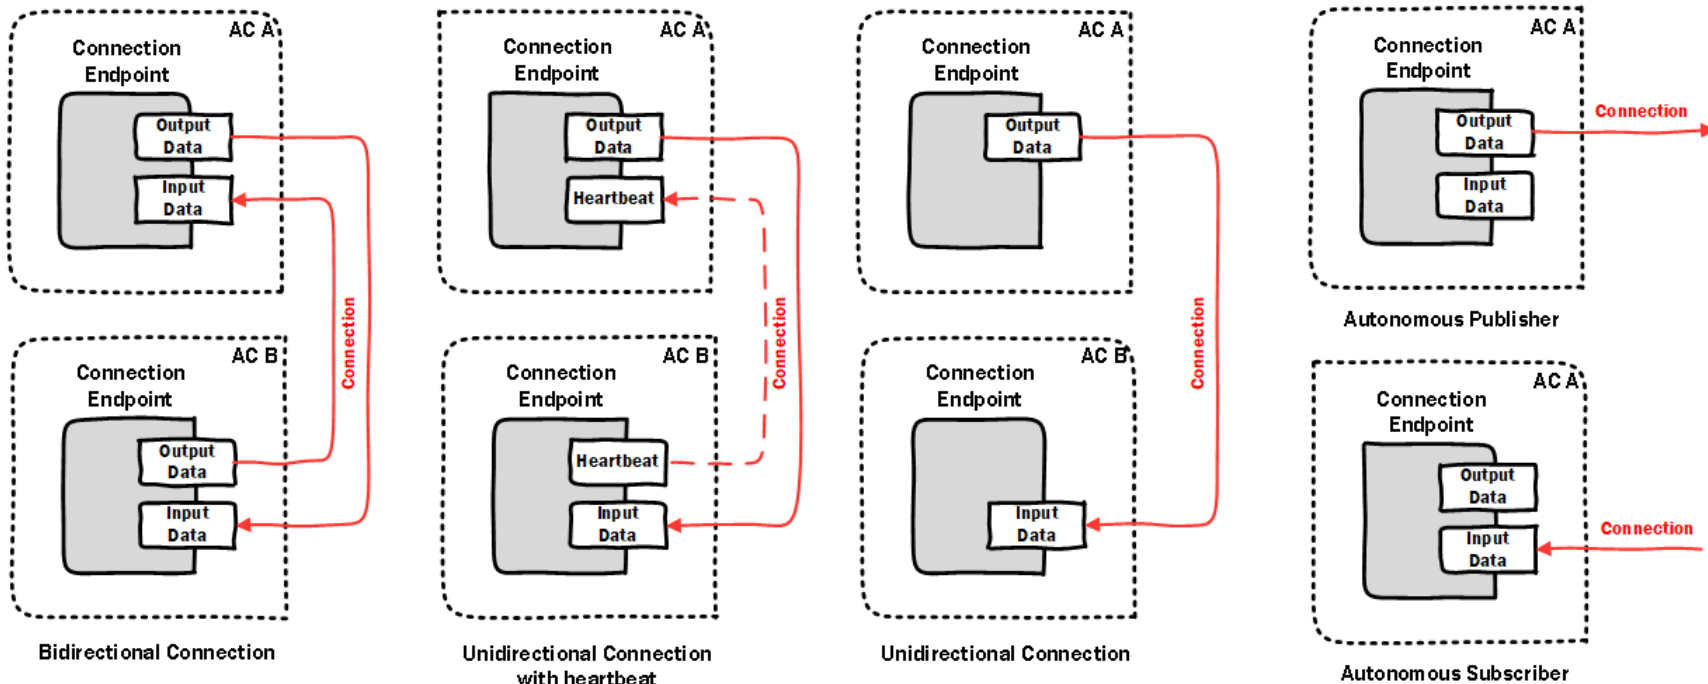 AC A
Connection
Endpoint
Output
Data
Input
Data
Connection
AC B
Connection
Endpoint
Output
Data
Input
Data
Bidirectional Connection
AC A
Connection
Endpoint
Output
Data
Heartbeat
Connection
AC B
Connection
Endpoint
Heartbeat
Input
Data
Unidirectional Connection
with heartbeat
AC A
Connection
Endpoint
Output
Data
Connection
AC B
Connection
Endpoint
Input
Data
Unidirectional Connection
AC A
Connection
Endpoint
Output
Data
Input
Data
Connection
Autonomous Publisher
AC A
Connection
Endpoint
Output
Data
Input
Data
Connection
Autonomous Subscriber